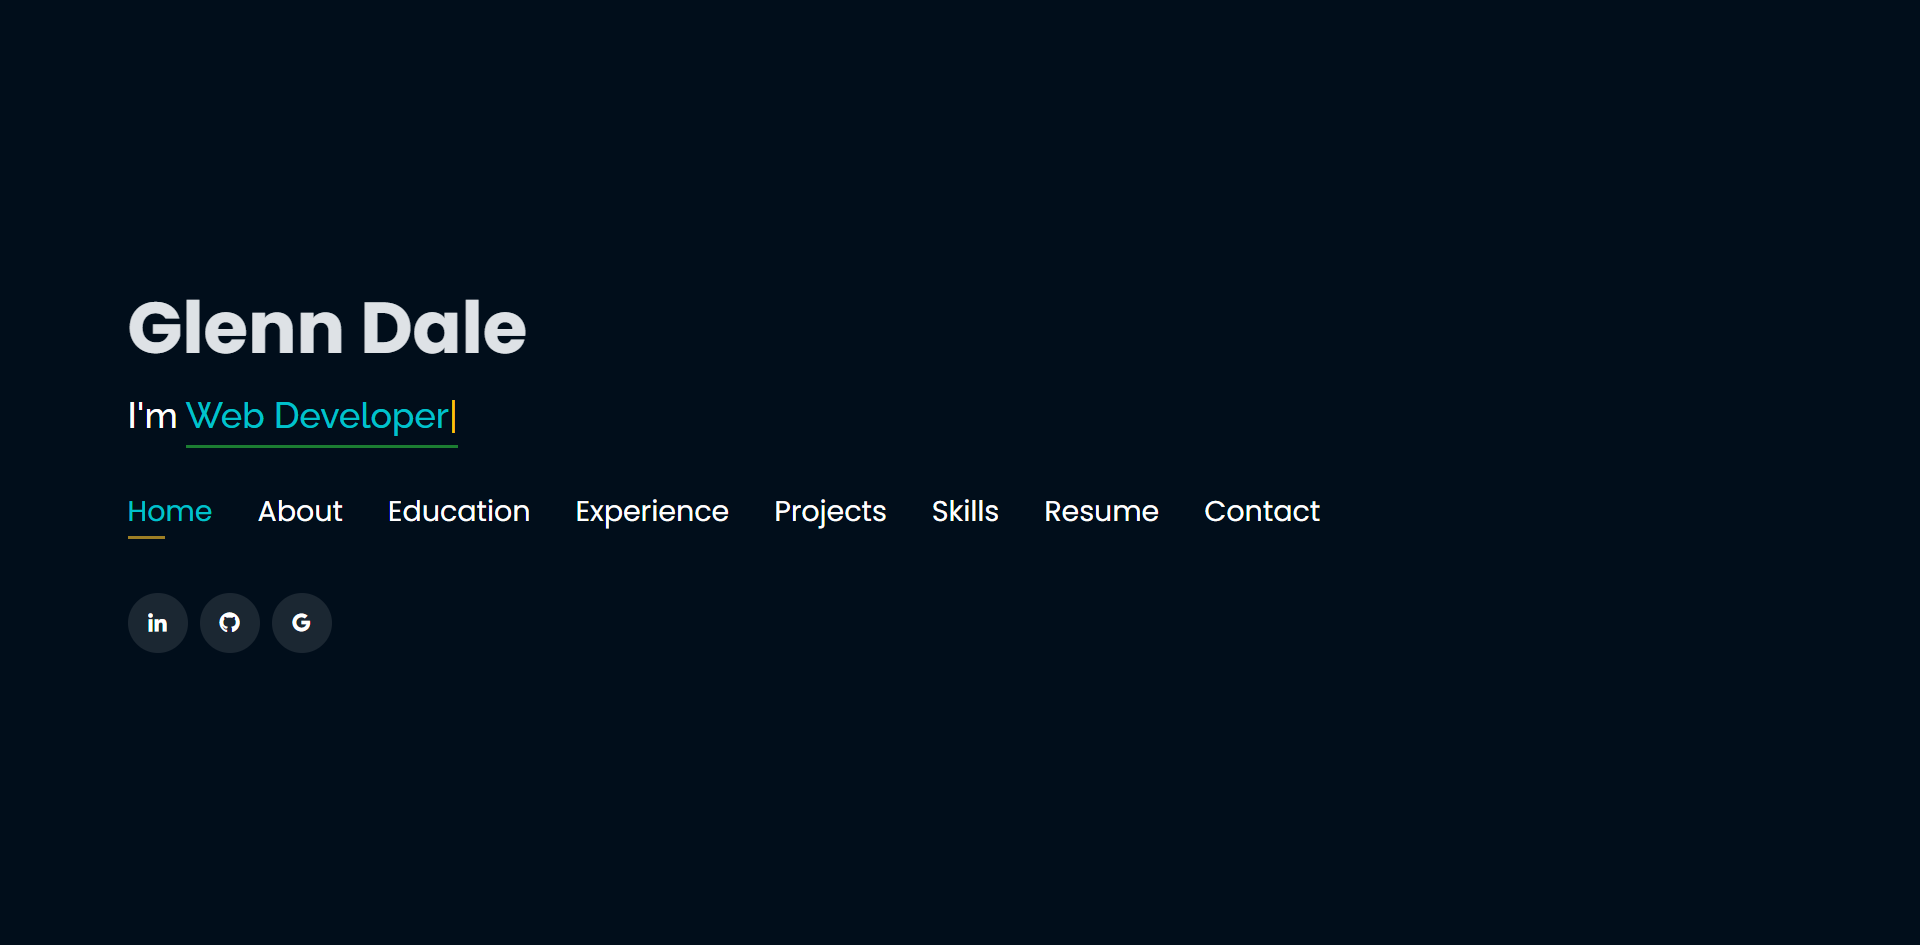 Glenn Dale
I'm Web Developer|
Home About Education Experience Projects Skills Resume Contact
in G